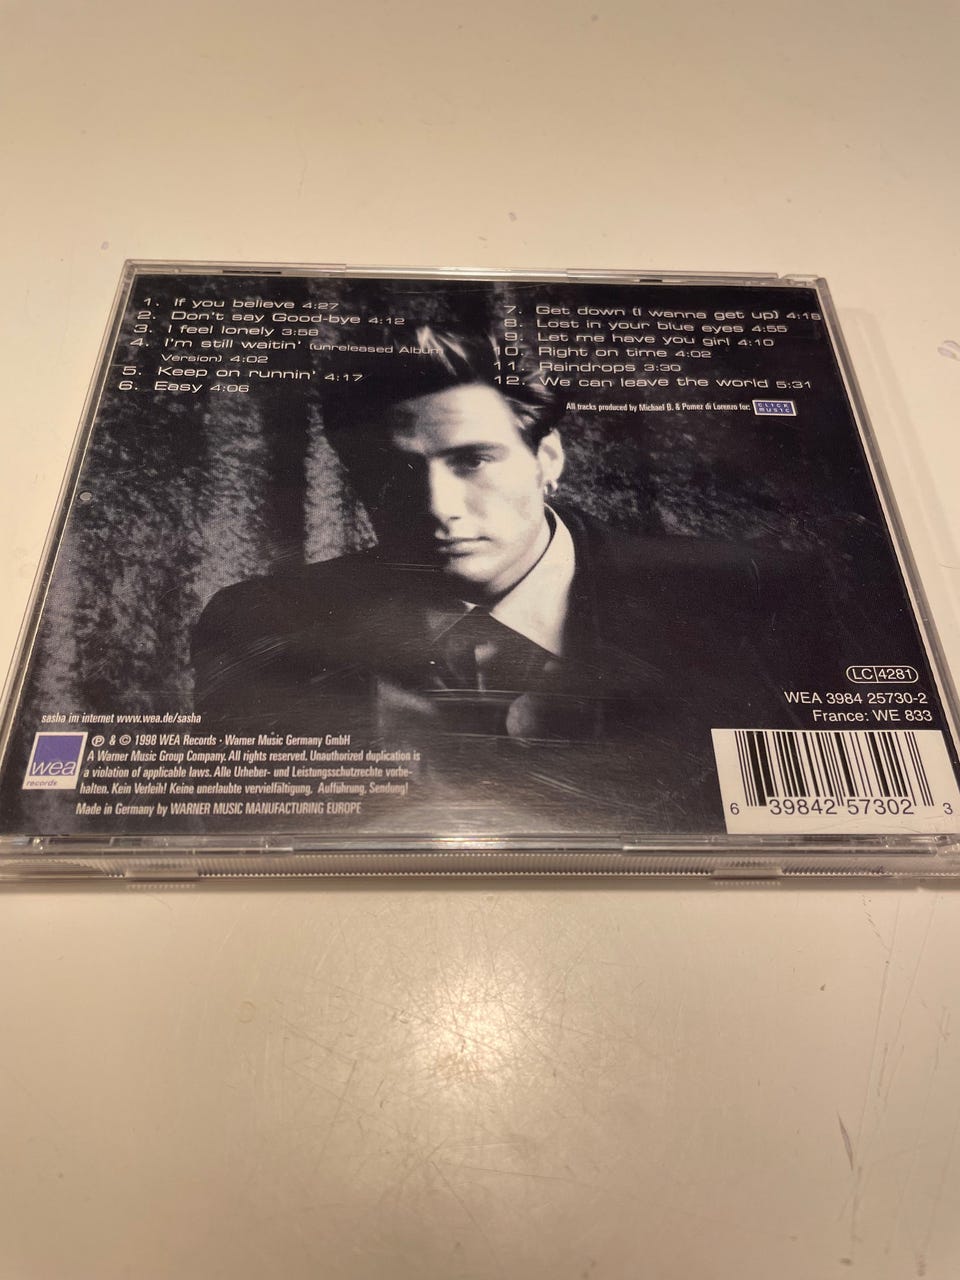 1. If you believe 4:27
2. Don't say Good-bye 4:12
3. I feel lonely 3:58
4. I'm still waitin' (unreleased Album
Version) 4:02
5. Keep on runnin' 4:17
6. Easy 4:06
7. Get down (I wanna get up) 4:18
8. Lost in your blue eyes 4:55
9. Let me have you girl 4:10
10. Right on time 4:02
11. Raindrops 3:30
12. We can leave the world 5:31
All tracks produced by Michael B. & Pomez di Lorenzo for:
CLICK
MUSIC
LC 4281
WEA 3984 25730-2
France: WE 833
sasha im internet www.wea.de/sasha
wea
records
℗ & © 1998 WEA Records · Warner Music Germany GmbH
A Warner Music Group Company. All rights reserved. Unauthorized duplication is
a violation of applicable laws. Alle Urheber- und Leistungsschutzrechte vorbe-
halten. Kein Verleih! Keine unerlaubte vervielfältigung, Aufführung, Sendung!
Made in Germany by WARNER MUSIC MANUFACTURING EUROPE
6 39842 57302 3